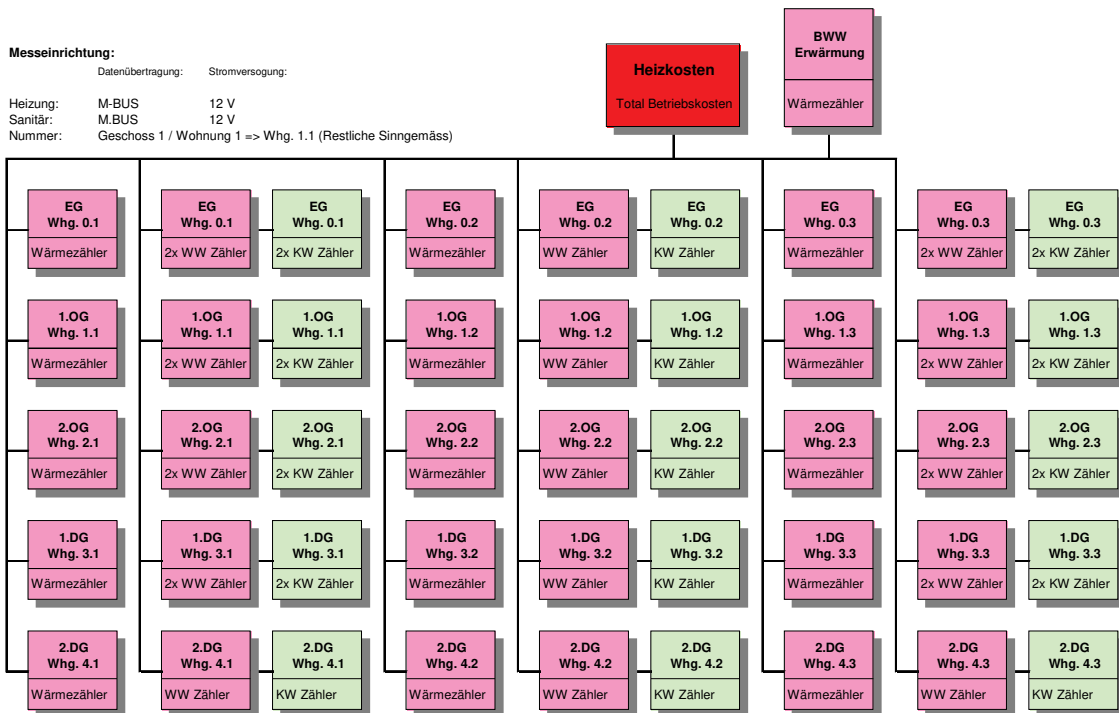 Messeinrichtung:
Datenübertragung: Stromversogung:
Heizung: M-BUS 12 V
Sanitär: M.BUS 12 V
Nummer: Geschoss 1 / Wohnung 1 => Whg. 1.1 (Restliche Sinngemäss)
Heizkosten
Total Betriebskosten
BWW
Erwärmung
Wärmezähler
EG EG EG EG EG EG EG EG EG
Whg. 0.1 Whg. 0.1 Whg. 0.1 Whg. 0.2 Whg. 0.2 Whg. 0.2 Whg. 0.3 Whg. 0.3 Whg. 0.3
Wärmezähler 2x WW Zähler 2x KW Zähler Wärmezähler WW Zähler KW Zähler Wärmezähler 2x WW Zähler 2x KW Zähler
1.OG 1.OG 1.OG 1.OG 1.OG 1.OG 1.OG 1.OG 1.OG
Whg. 1.1 Whg. 1.1 Whg. 1.1 Whg. 1.2 Whg. 1.2 Whg. 1.2 Whg. 1.3 Whg. 1.3 Whg. 1.3
Wärmezähler 2x WW Zähler 2x KW Zähler Wärmezähler WW Zähler KW Zähler Wärmezähler 2x WW Zähler 2x KW Zähler
2.OG 2.OG 2.OG 2.OG 2.OG 2.OG 2.OG 2.OG 2.OG
Whg. 2.1 Whg. 2.1 Whg. 2.1 Whg. 2.2 Whg. 2.2 Whg. 2.2 Whg. 2.3 Whg. 2.3 Whg. 2.3
Wärmezähler 2x WW Zähler 2x KW Zähler Wärmezähler WW Zähler KW Zähler Wärmezähler 2x WW Zähler 2x KW Zähler
1.DG 1.DG 1.DG 1.DG 1.DG 1.DG 1.DG 1.DG 1.DG
Whg. 3.1 Whg. 3.1 Whg. 3.1 Whg. 3.2 Whg. 3.2 Whg. 3.2 Whg. 3.3 Whg. 3.3 Whg. 3.3
Wärmezähler 2x WW Zähler 2x KW Zähler Wärmezähler WW Zähler KW Zähler Wärmezähler 2x WW Zähler 2x KW Zähler
2.DG 2.DG 2.DG 2.DG 2.DG 2.DG 2.DG 2.DG 2.DG
Whg. 4.1 Whg. 4.1 Whg. 4.1 Whg. 4.2 Whg. 4.2 Whg. 4.2 Whg. 4.3 Whg. 4.3 Whg. 4.3
Wärmezähler WW Zähler KW Zähler Wärmezähler WW Zähler KW Zähler Wärmezähler WW Zähler KW Zähler